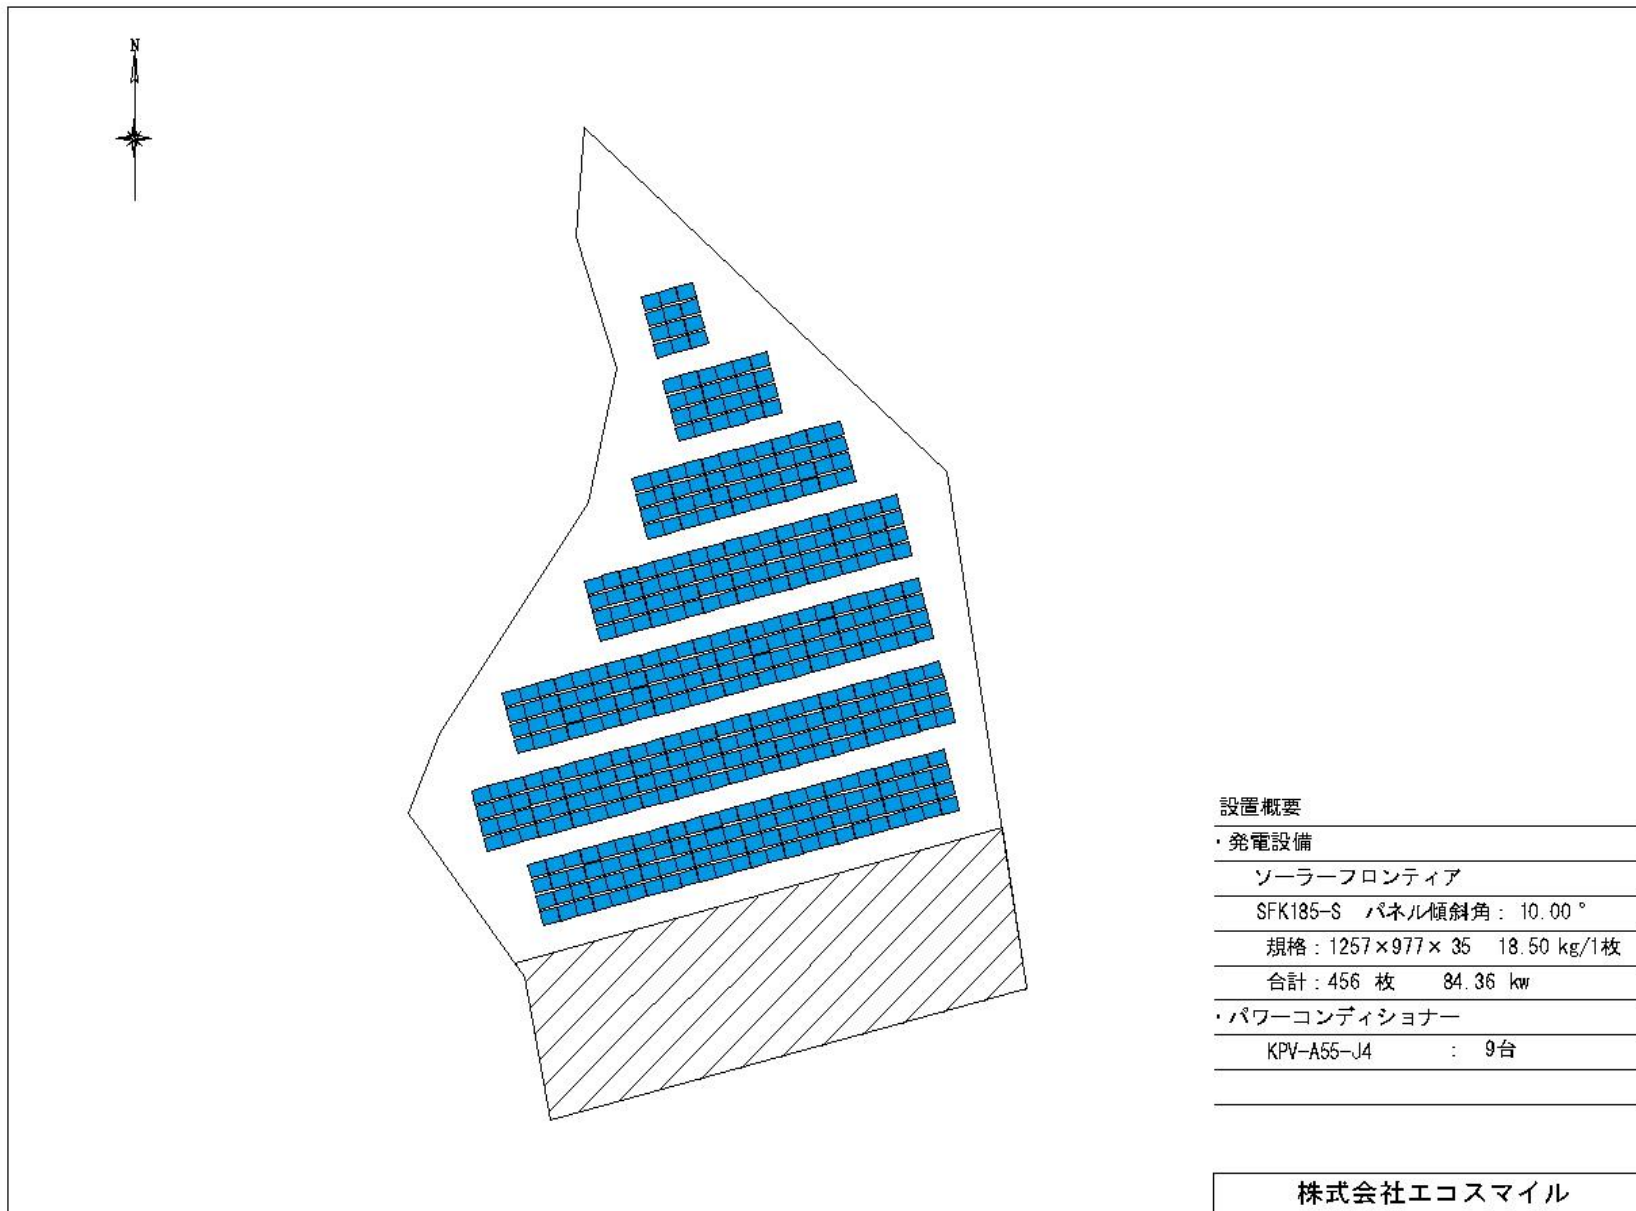 N
設置概要
・発電設備
ソーラーフロンティア
SFK185-S パネル傾斜角：10.00°
規格：1257×977×35 18.50 kg/1枚
合計：456 枚 84.36 kw
・パワーコンディショナー
KPV-A55-J4 ： 9台
株式会社エコスマイル